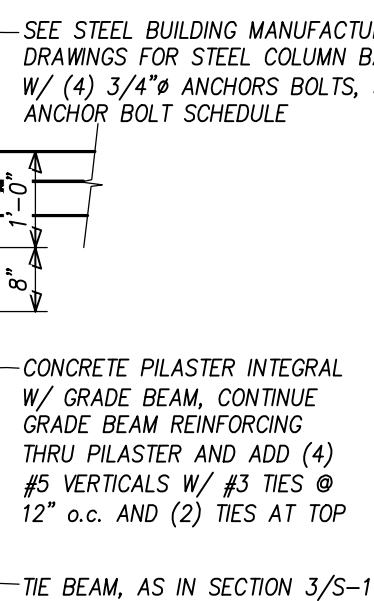 SEE STEEL BUILDING
DRAWINGS FOR STEEL COLUMN
W/ (4) 3/4"ø ANCHORS BOLTS,
ANCHOR BOLT SCHEDULE
1'-0"
8"
CONCRETE PILASTER INTEGRAL
W/ GRADE BEAM, CONTINUE
GRADE BEAM REINFORCING
THRU PILASTER AND ADD (4)
#5 VERTICALS W/ #3 TIES @
12" o.c. AND (2) TIES AT TOP
TIE BEAM, AS IN SECTION 3/S-1